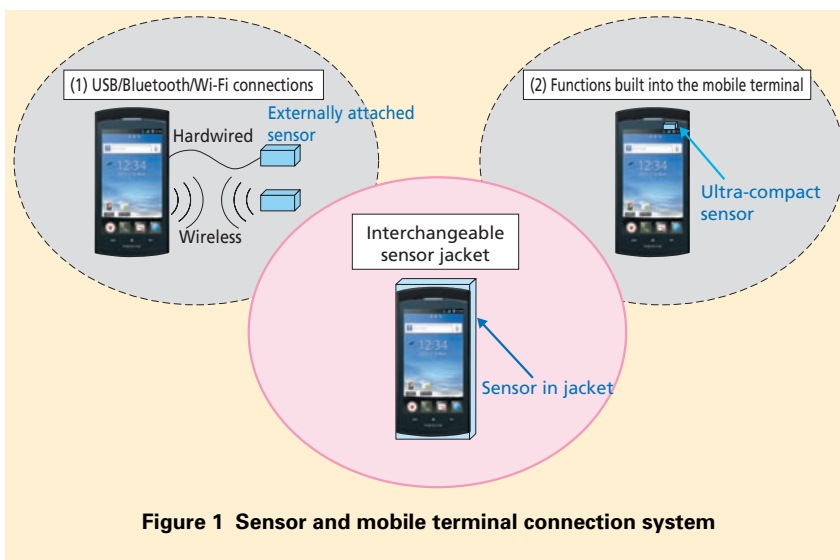 (1) USB/Bluetooth/Wi-Fi connections
Externally attached
sensor
Hardwired
12:34
Wireless
(2) Functions built into the mobile terminal
12:34
Ultra-compact
sensor
Interchangeable
sensor jacket
12:34
Sensor in jacket
Figure 1 Sensor and mobile terminal connection system